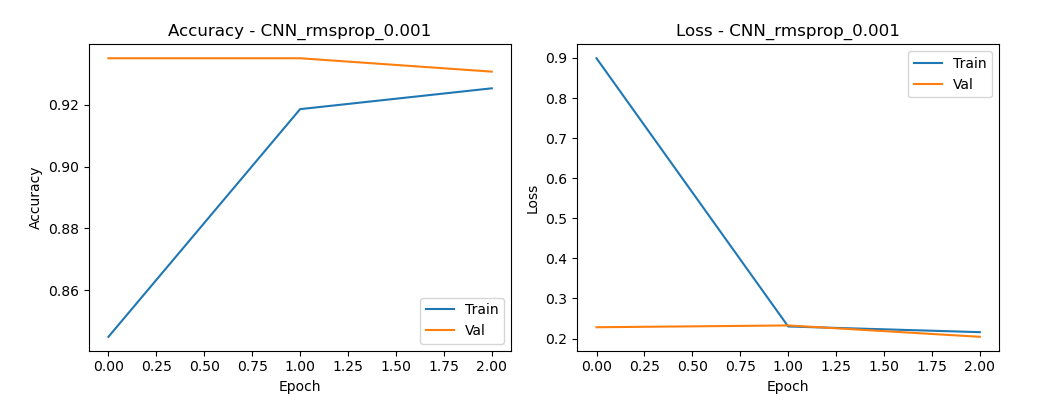 Accuracy - CNN_rmsprop_0.001
Accuracy
0.92
0.90
0.88
0.86
0.00 0.25 0.50 0.75 1.00 1.25 1.50 1.75 2.00
Epoch
Train
Val
Loss - CNN_rmsprop_0.001
Loss
0.9
0.8
0.7
0.6
0.5
0.4
0.3
0.2
0.00 0.25 0.50 0.75 1.00 1.25 1.50 1.75 2.00
Epoch
Train
Val